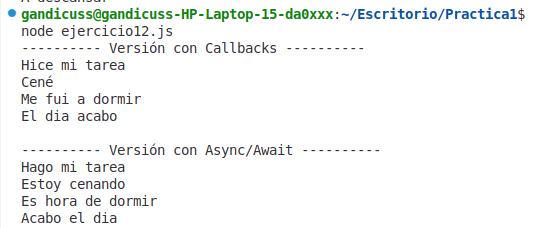 A descansar
gandicuss@gandicuss-HP-Laptop-15-da0xxx:~/Escritorio/Practica1$
node ejercicio12.js
---------- Versión con Callbacks ----------
Hice mi tarea
Cené
Me fui a dormir
El dia acabo
---------- Versión con Async/Await ----------
Hago mi tarea
Estoy cenando
Es hora de dormir
Acabo el dia